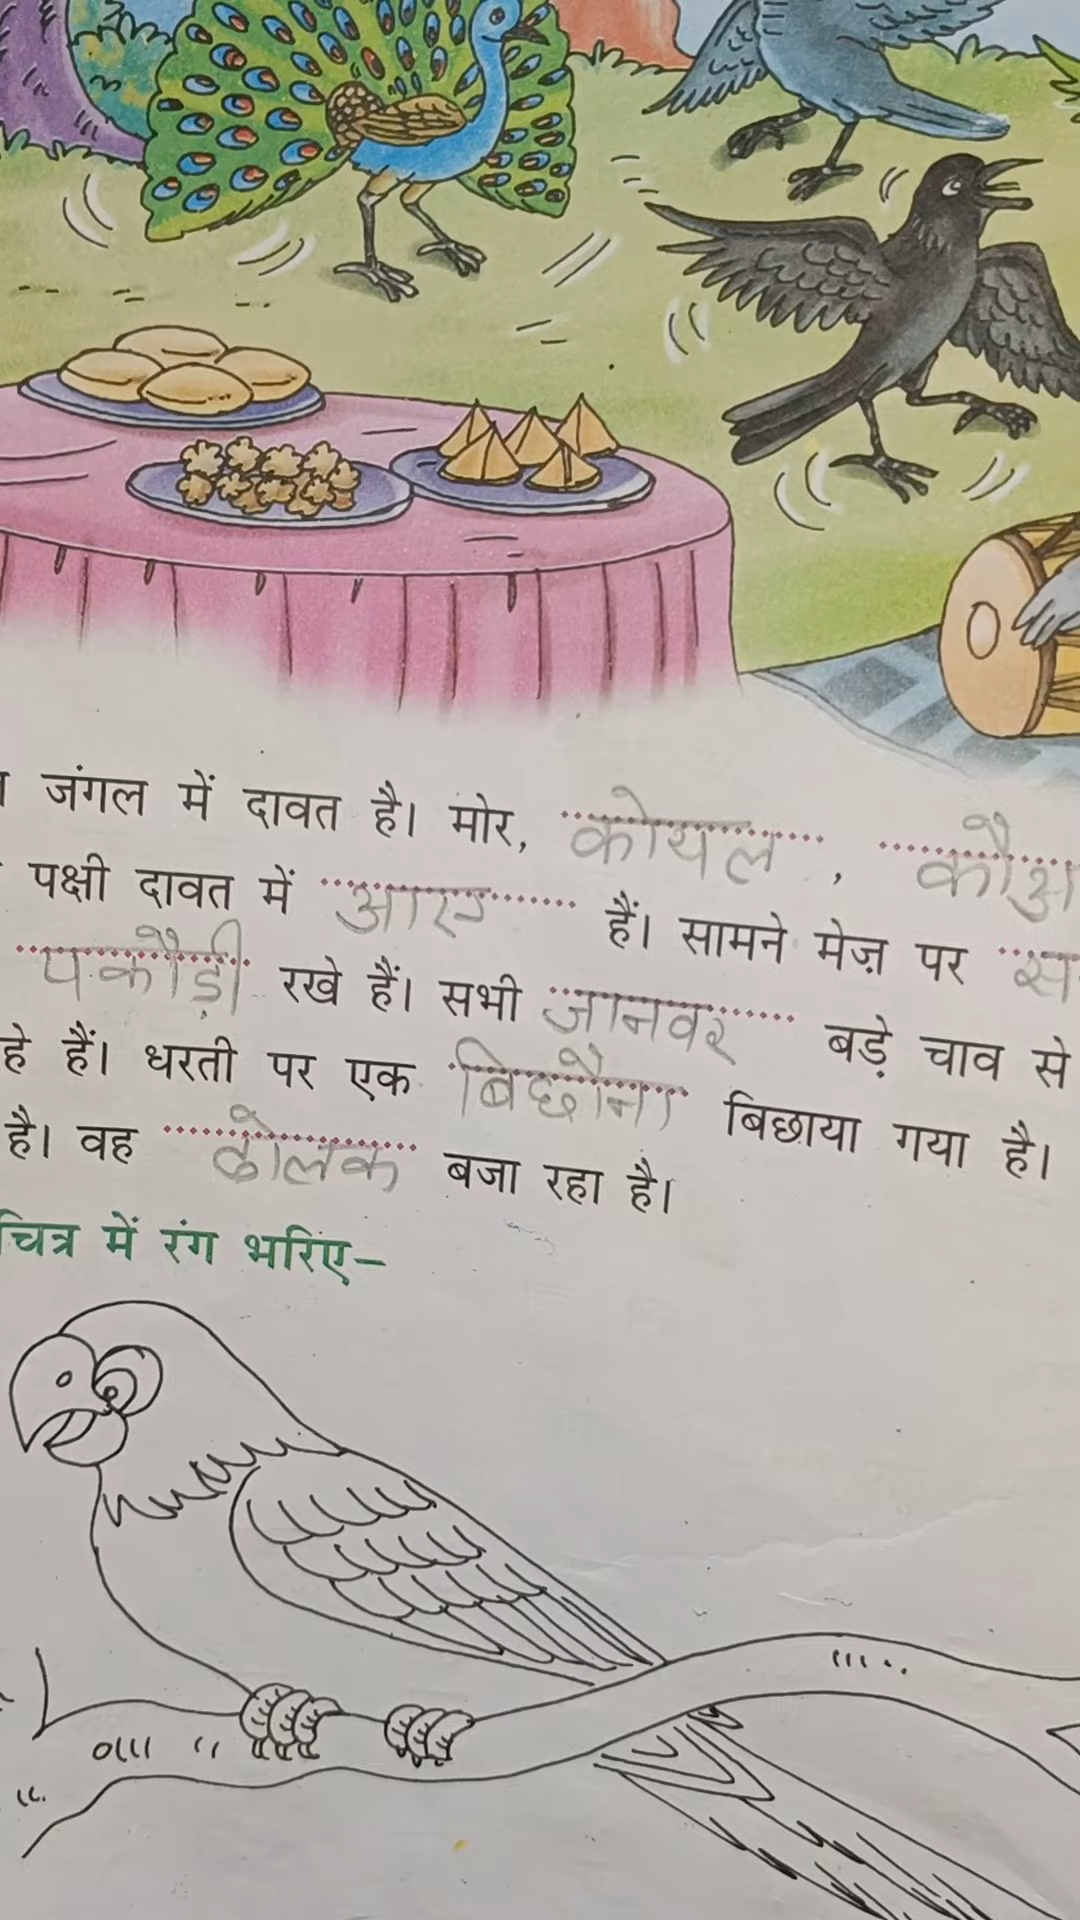 जंगल में दावत है। मोर, कोयल , कौआ
पक्षी दावत में आए हैं। सामने मेज़ पर स
पकौड़ी रखे हैं। सभी जानवर बड़े चाव से
हे हैं। धरती पर एक बिछौना बिछाया गया है।
है। वह ढोलक बजा रहा है।
चित्र में रंग भरिए–